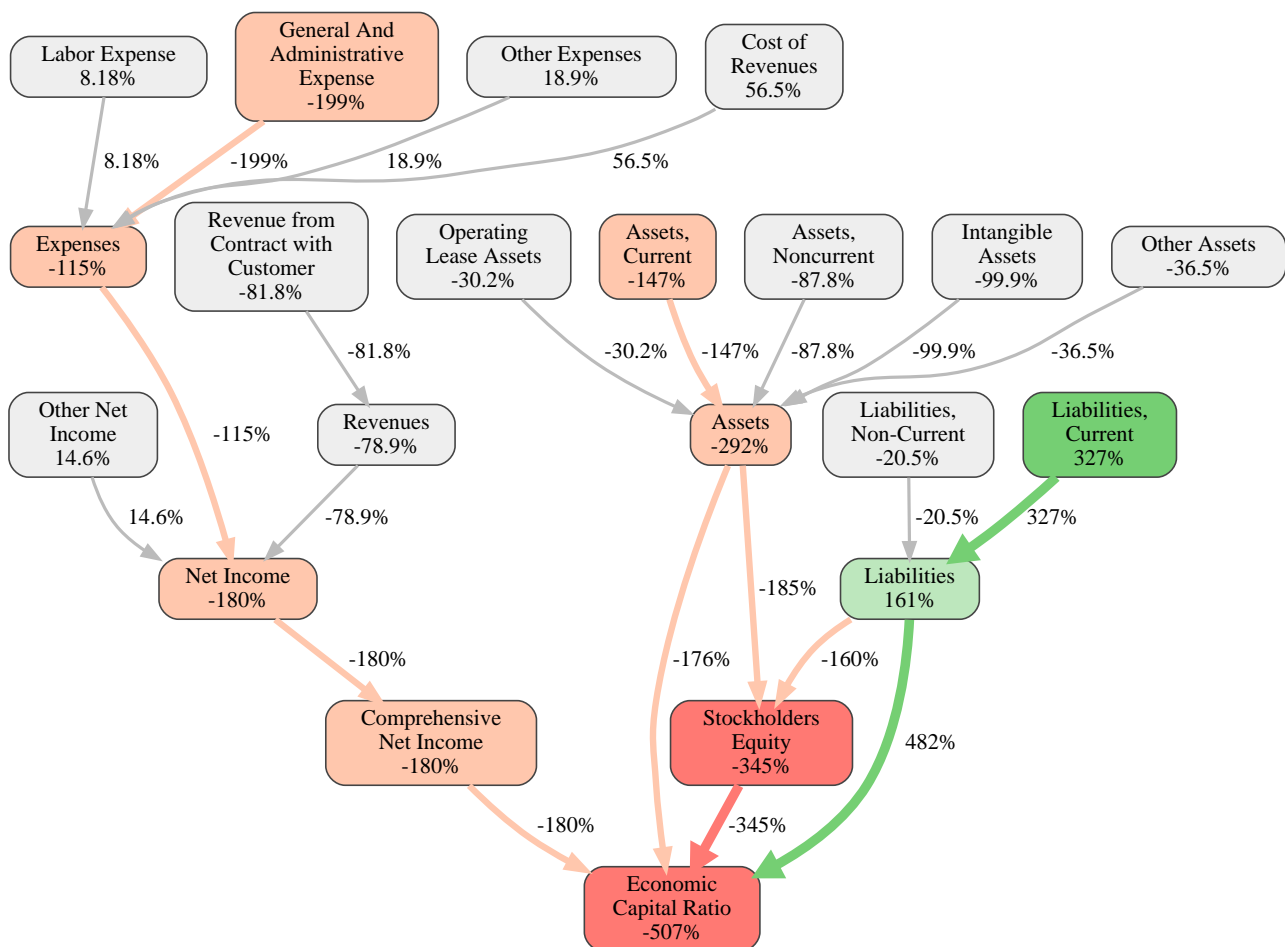 Labor Expense
8.18%
General And
Administrative
Expense
-199%
Other Expenses
18.9%
Cost of
Revenues
56.5%
8.18%
-199%
18.9%
56.5%
Expenses
-115%
Revenue from
Contract with
Customer
-81.8%
Operating
Lease Assets
-30.2%
Assets,
Current
-147%
Assets,
Noncurrent
-87.8%
Intangible
Assets
-99.9%
Other Assets
-36.5%
-81.8%
-30.2%
-147%
-87.8%
-99.9%
-36.5%
Other Net
Income
14.6%
-115%
Revenues
-78.9%
Assets
-292%
Liabilities,
Non-Current
-20.5%
Liabilities,
Current
327%
14.6%
-78.9%
-20.5%
327%
Net Income
-180%
-185%
Liabilities
161%
-180%
-176%
-160%
Comprehensive
Net Income
-180%
Stockholders
Equity
-345%
482%
-180%
-345%
Economic
Capital Ratio
-507%